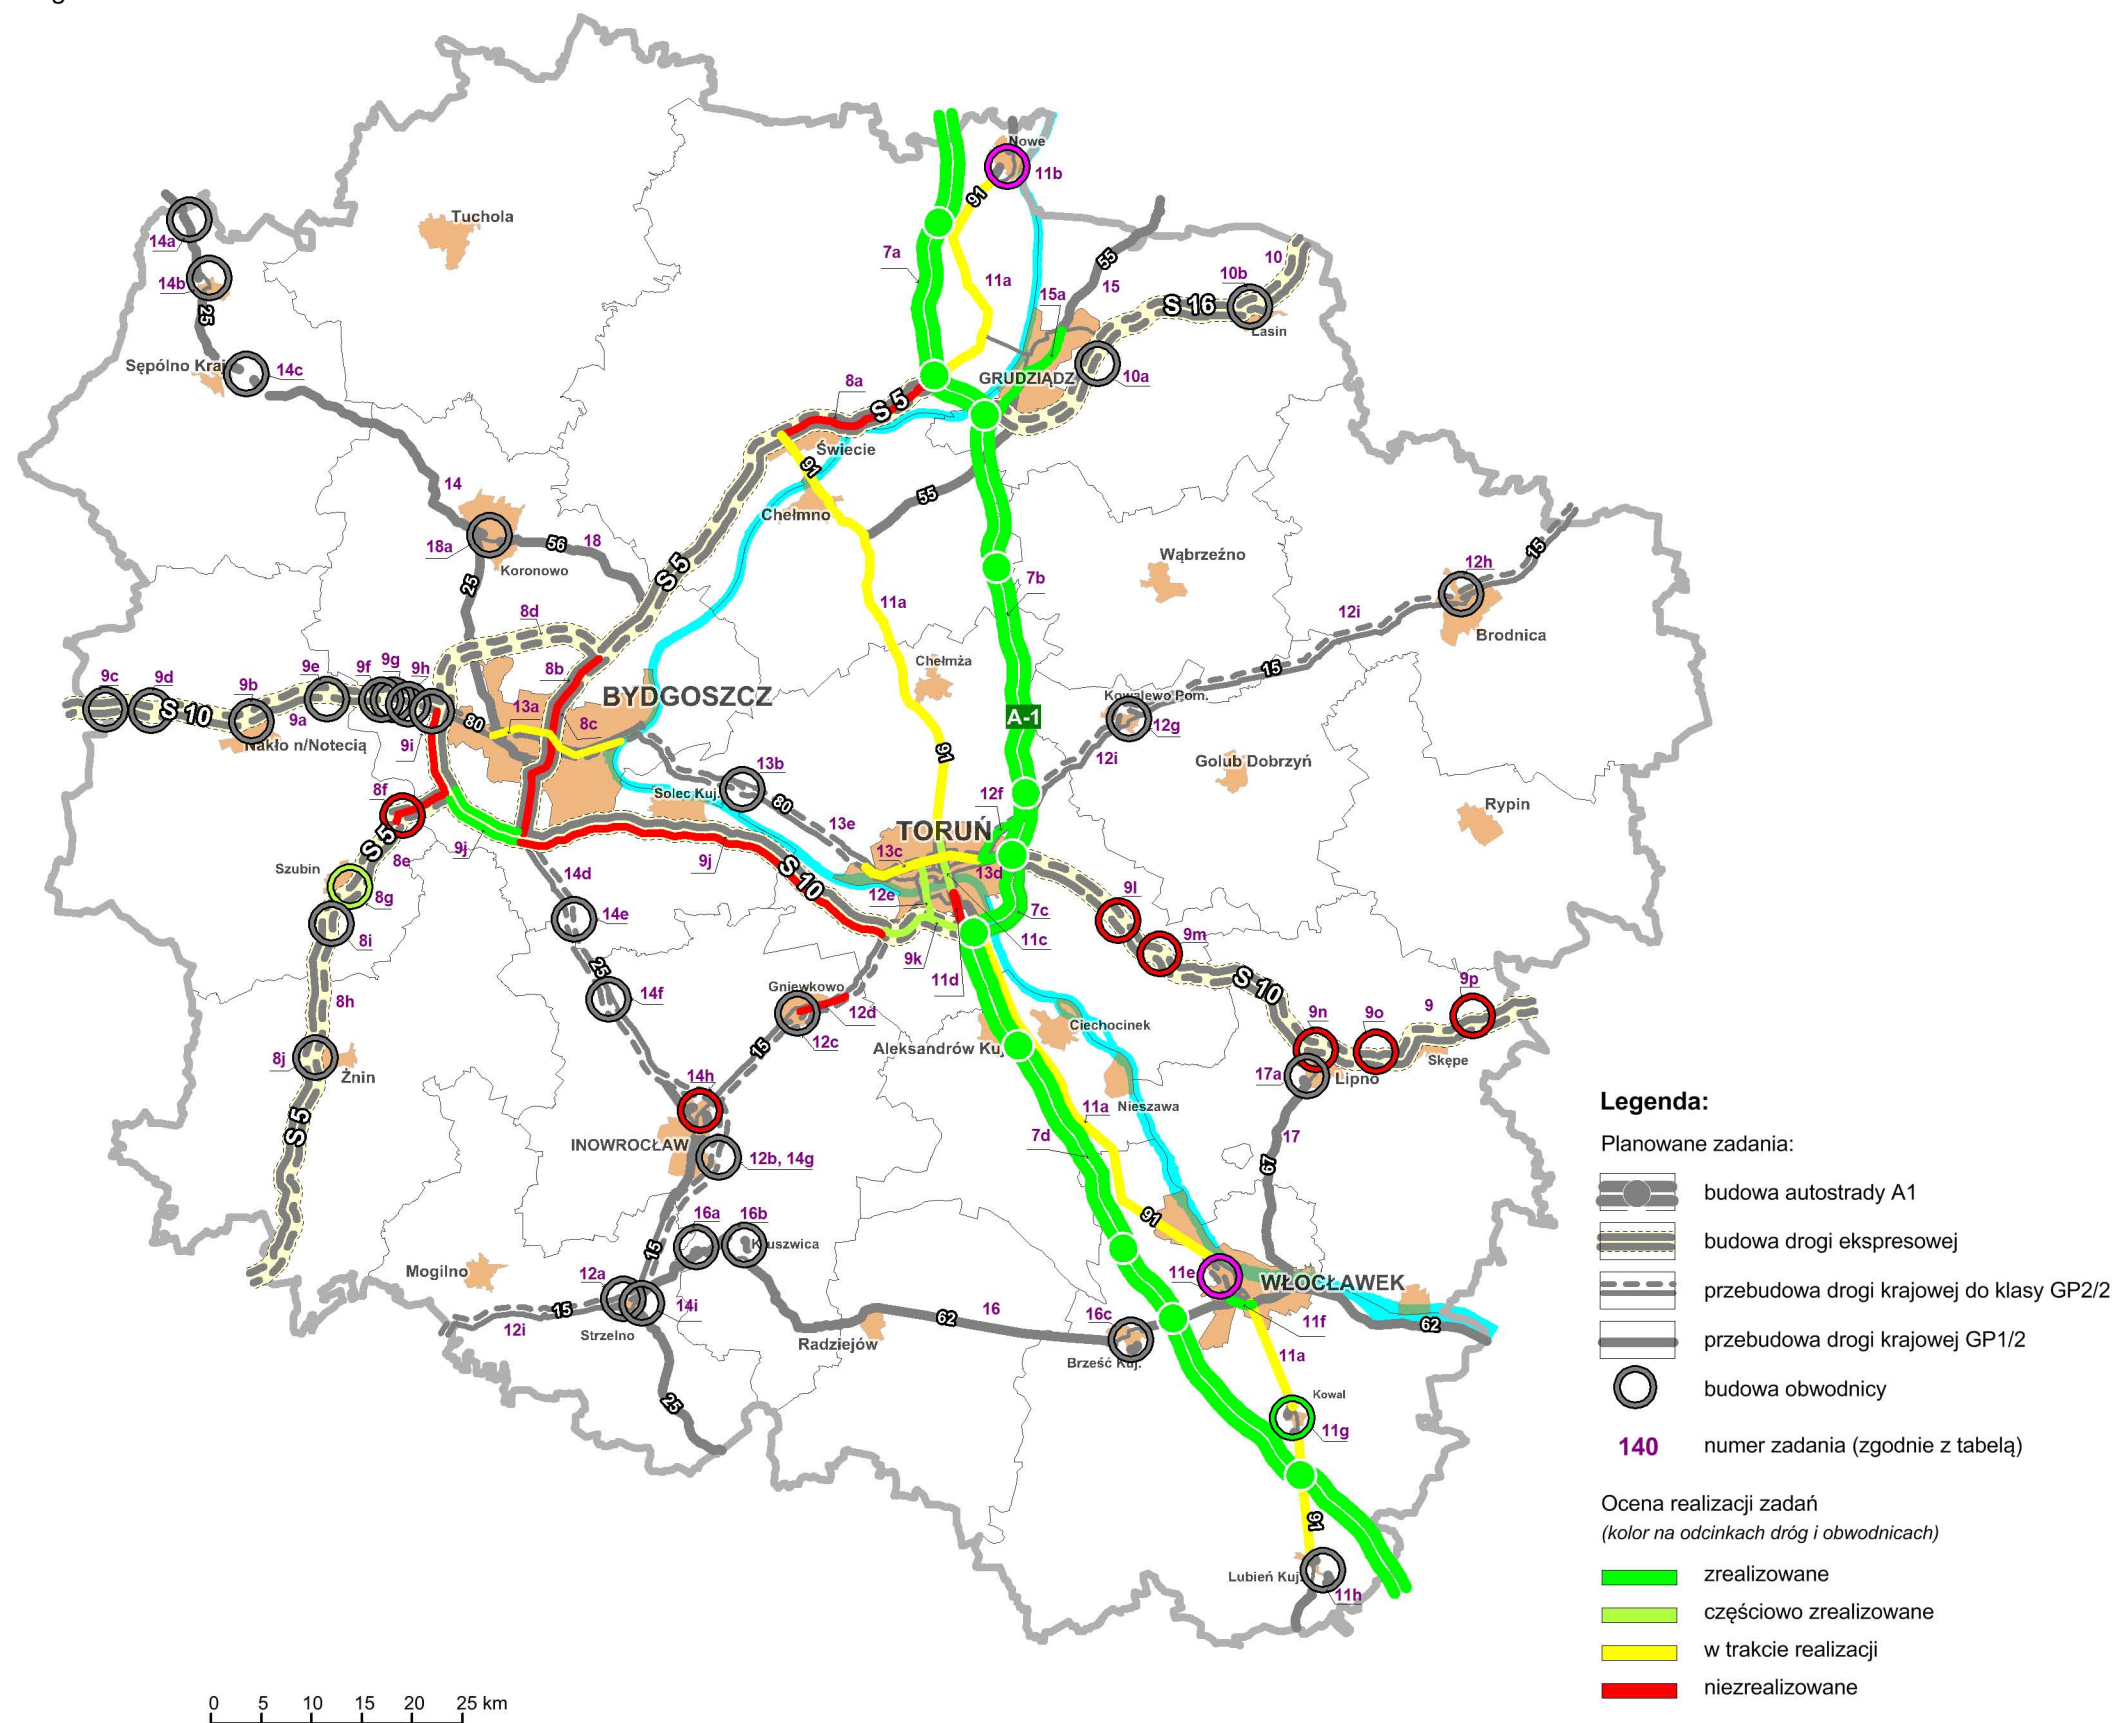 Nowe
11b
91
Tuchola
14a
7a
55
10
14b
11a
15
10b
25
15a
S 16
Łasin
Sępólno Kraj
14c
GRUDZIĄDZ
10a
8a
S 5
Świecie
91
14
55
Chełmno
18a
56
18
Koronowo
Wąbrzeźno
15
12h
25
S 5
7b
11a
12i
8d
Brodnica
9c
9d
9b
9e
9f
9g
9h
8b
Chełmża
15
BYDGOSZCZ
Kowalewo Pom.
S 10
9a
80
13a
8c
A-1
12g
Nakło n/Notecią
9i
91
12i
Golub Dobrzyń
13b
8f
Solec Kuj.
80
12f
Rypin
13e
TORUŃ
S 5
8e
9j
9j
13c
Szubin
S 10
13d
14d
12e
9l
8g
14e
7c
8i
11c
9m
9k
25
11d
S 10
9p
14f
Gniewkowo
8h
12d
9n
9o
9
12c
Ciechocinek
15
Aleksandrów Kuj.
Skępe
8j
Żnin
14h
17a
Lipno
11a
Nieszawa
S 5
7d
17
INOWROCŁAW
12b, 14g
67
16a
16b
91
15
Kruszwica
Mogilno
12a
11e
WŁOCŁAWEK
15
14i
16
16c
12i
62
11f
62
Strzelno
Radziejów
Brześć Kuj.
11a
25
Kowal
11g
91
Lubień Kuj.
11h
Legenda:
Planowane zadania:
budowa autostrady A1
budowa drogi ekspresowej
przebudowa drogi krajowej do klasy GP2/2
przebudowa drogi krajowej GP1/2
budowa obwodnicy
140 numer zadania (zgodnie z tabelą)
Ocena realizacji zadań
(kolor na odcinkach dróg i obwodnicach)
zrealizowane
częściowo zrealizowane
w trakcie realizacji
niezrealizowane
0 5 10 15 20 25 km